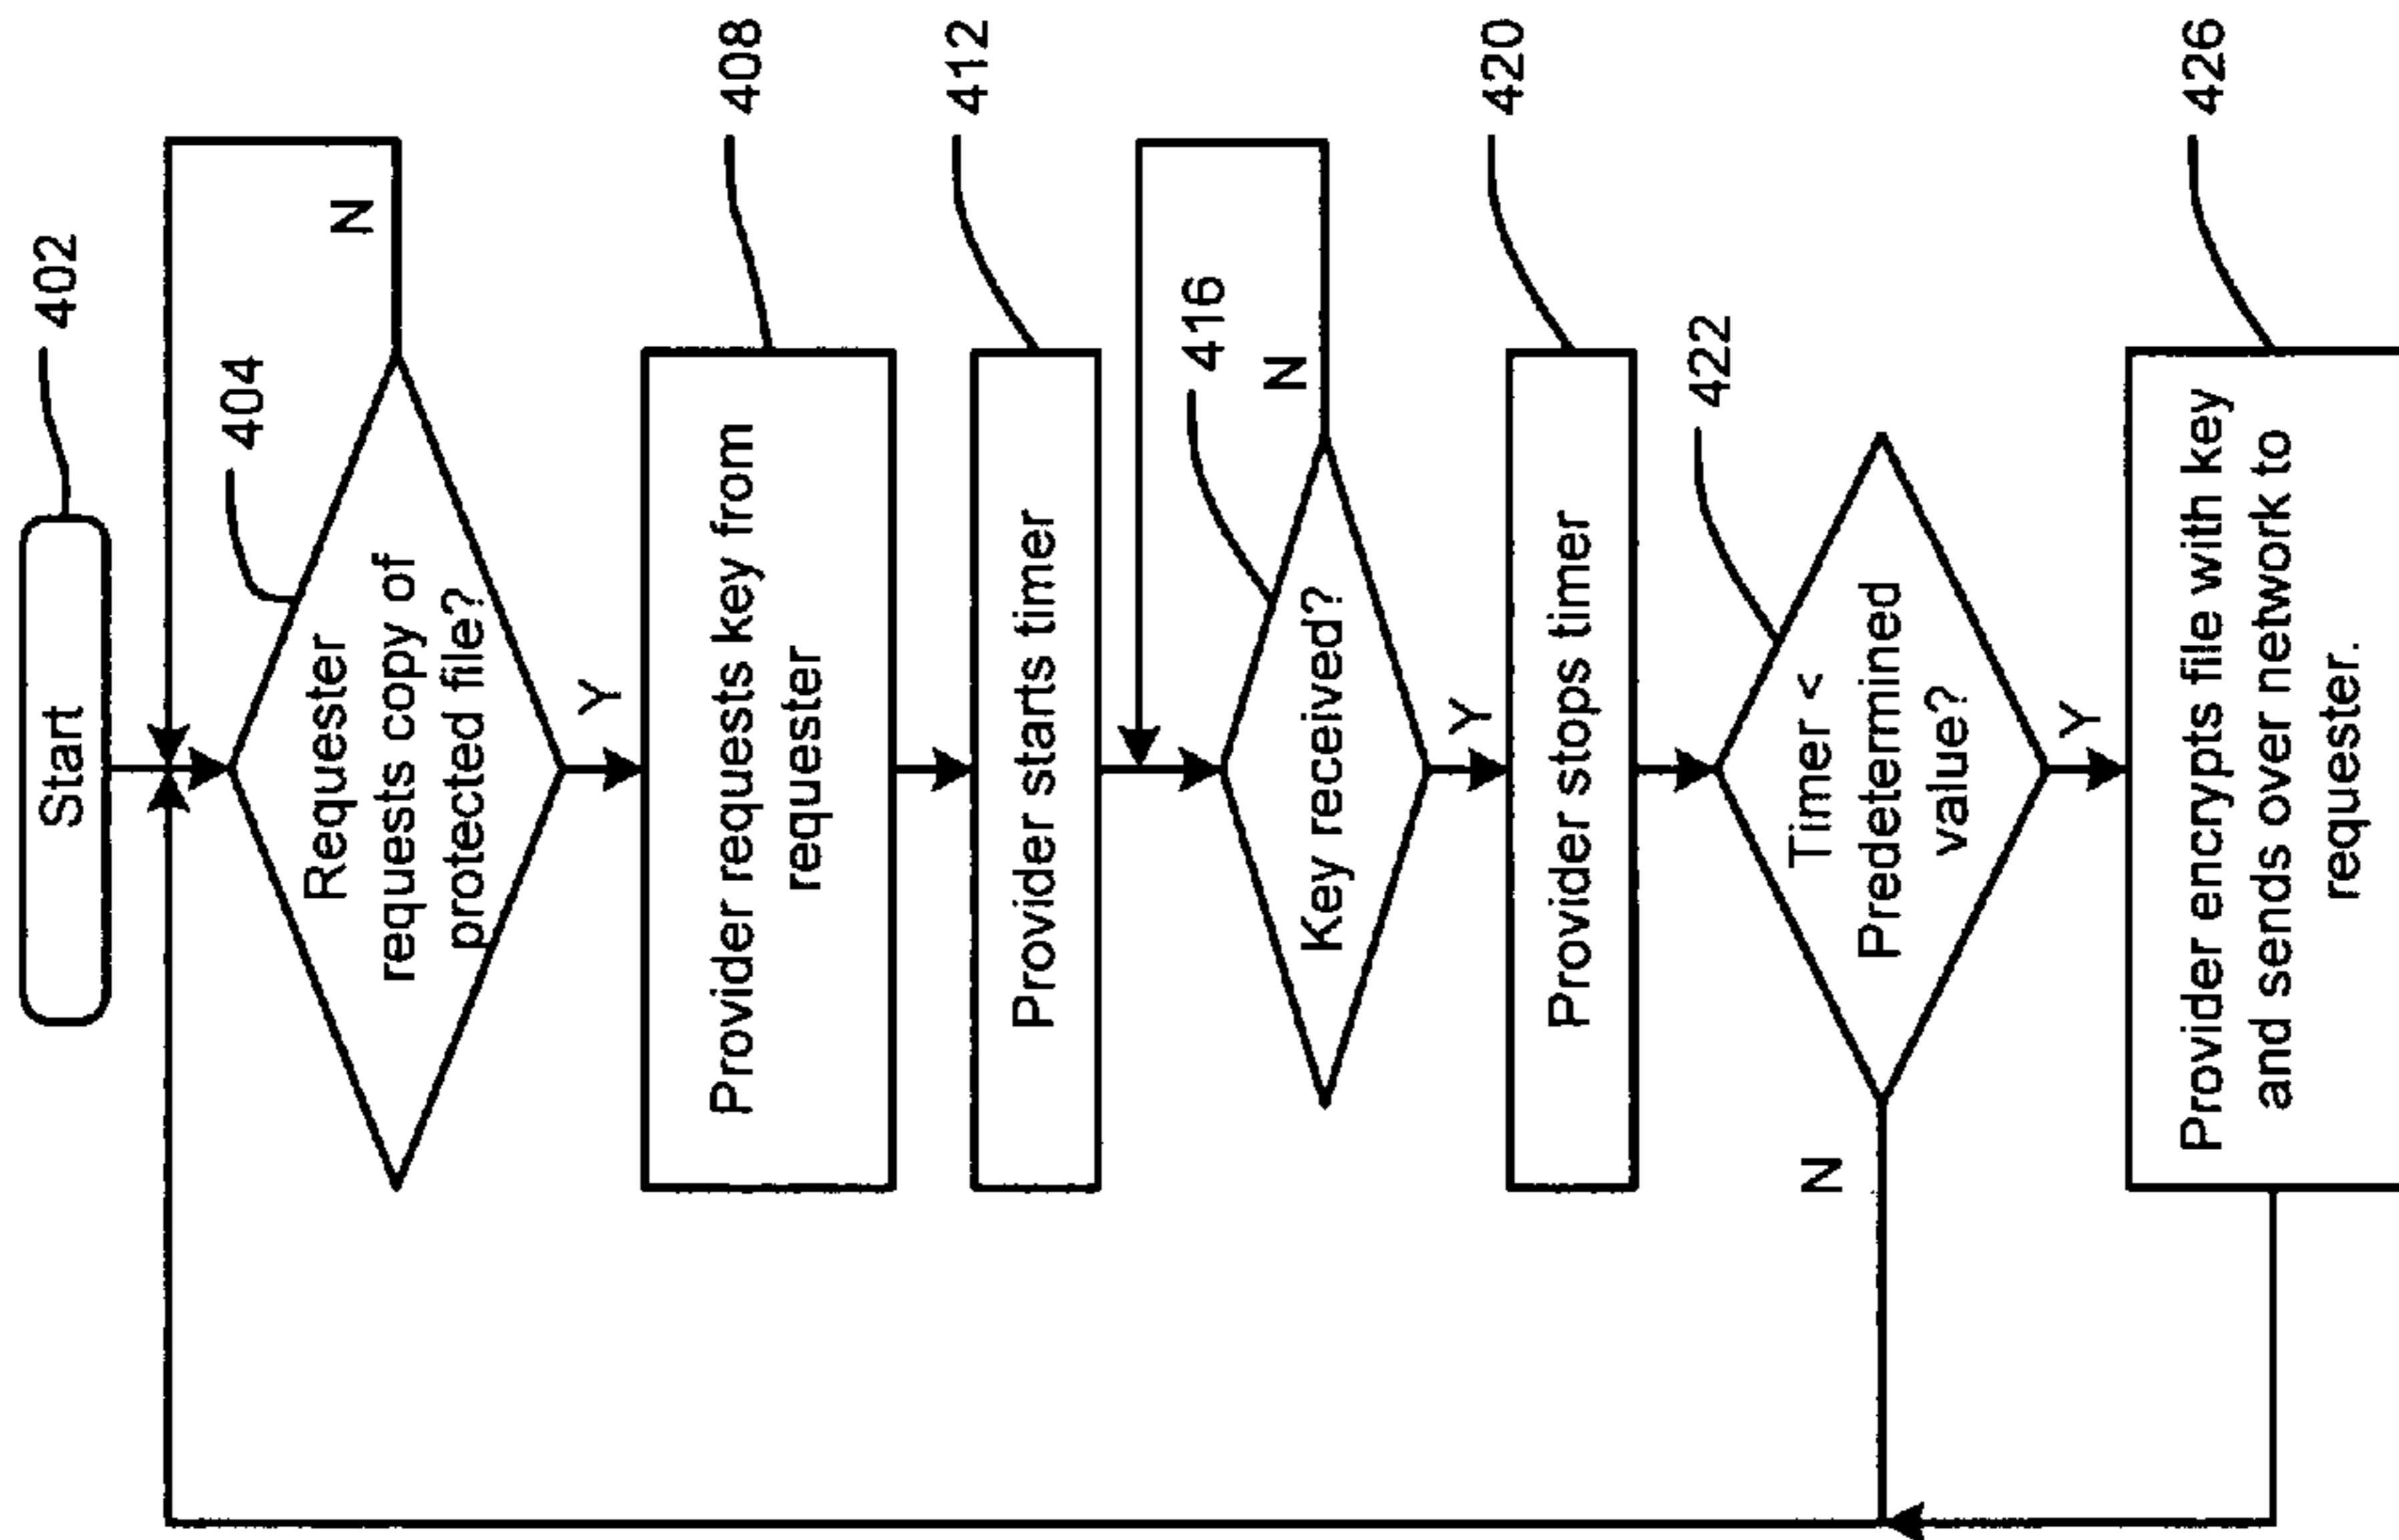 Start
402
404
Requester
requests copy of
protected file?
N
Y
Provider requests key from
requester
408
Provider starts timer
412
416
Key received?
N
Y
Provider stops timer
420
422
Timer <
Predetermined
value?
N
Y
Provider encrypts file with key
and sends over network to
requester.
426